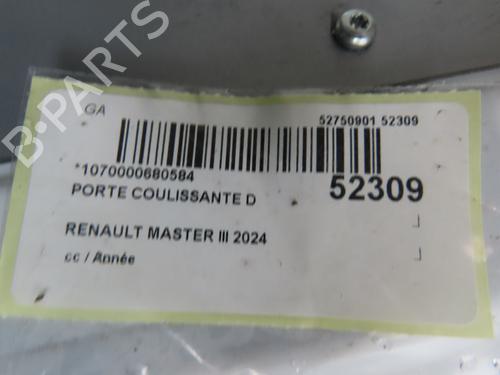 B-PARTS
GA
52750901 52309
*1070000680584
PORTE COULISSANTE D
52309
RENAULT MASTER III 2024
cc / Année